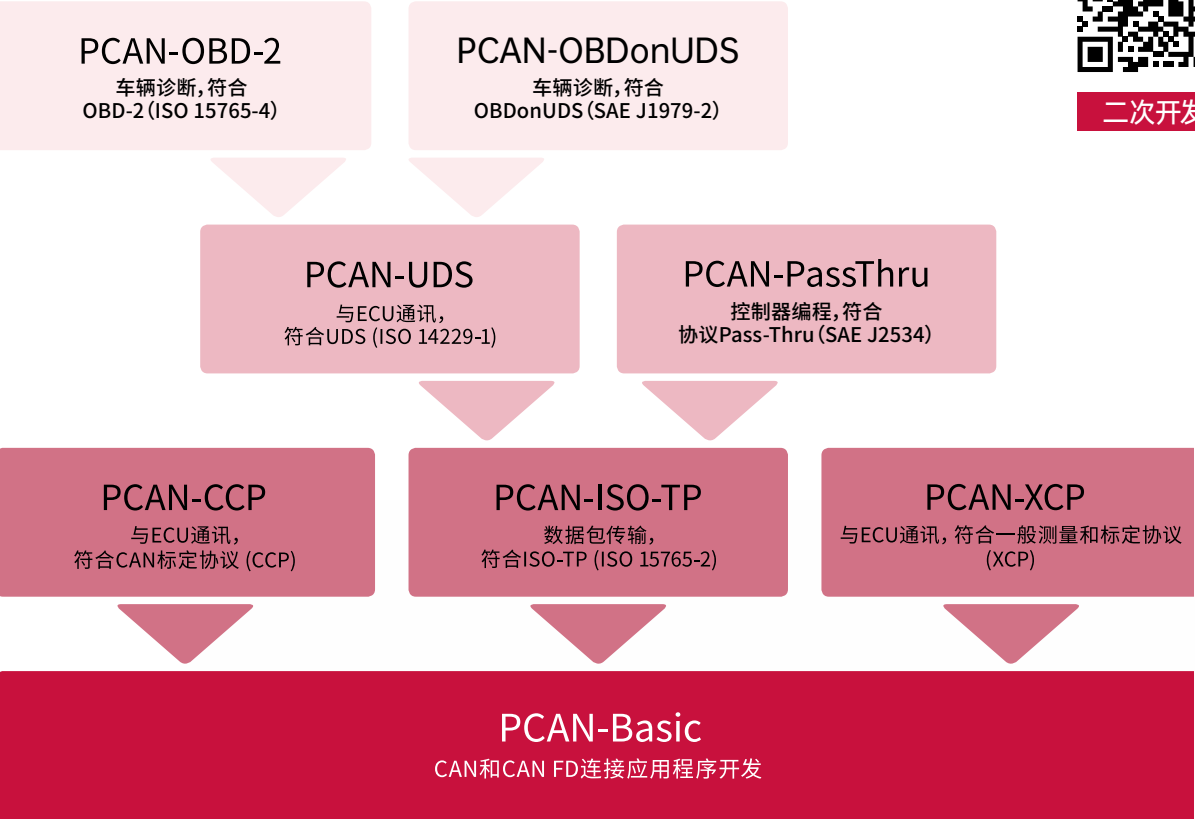 PCAN-OBD-2
车辆诊断,符合
OBD-2(ISO 15765-4)
PCAN-OBDonUDS
车辆诊断,符合
OBDonUDS(SAE J1979-2)
二次开发
PCAN-UDS
与ECU通讯，
符合UDS (ISO 14229-1)
PCAN-PassThru
控制器编程,符合
协议Pass-Thru(SAE J2534)
PCAN-CCP
与ECU通讯，
符合CAN标定协议 (CCP)
PCAN-ISO-TP
数据包传输，
符合ISO-TP (ISO 15765-2)
PCAN-XCP
与ECU通讯，符合一般测量和标定协议
(XCP)
PCAN-Basic
CAN和CAN FD连接应用程序开发